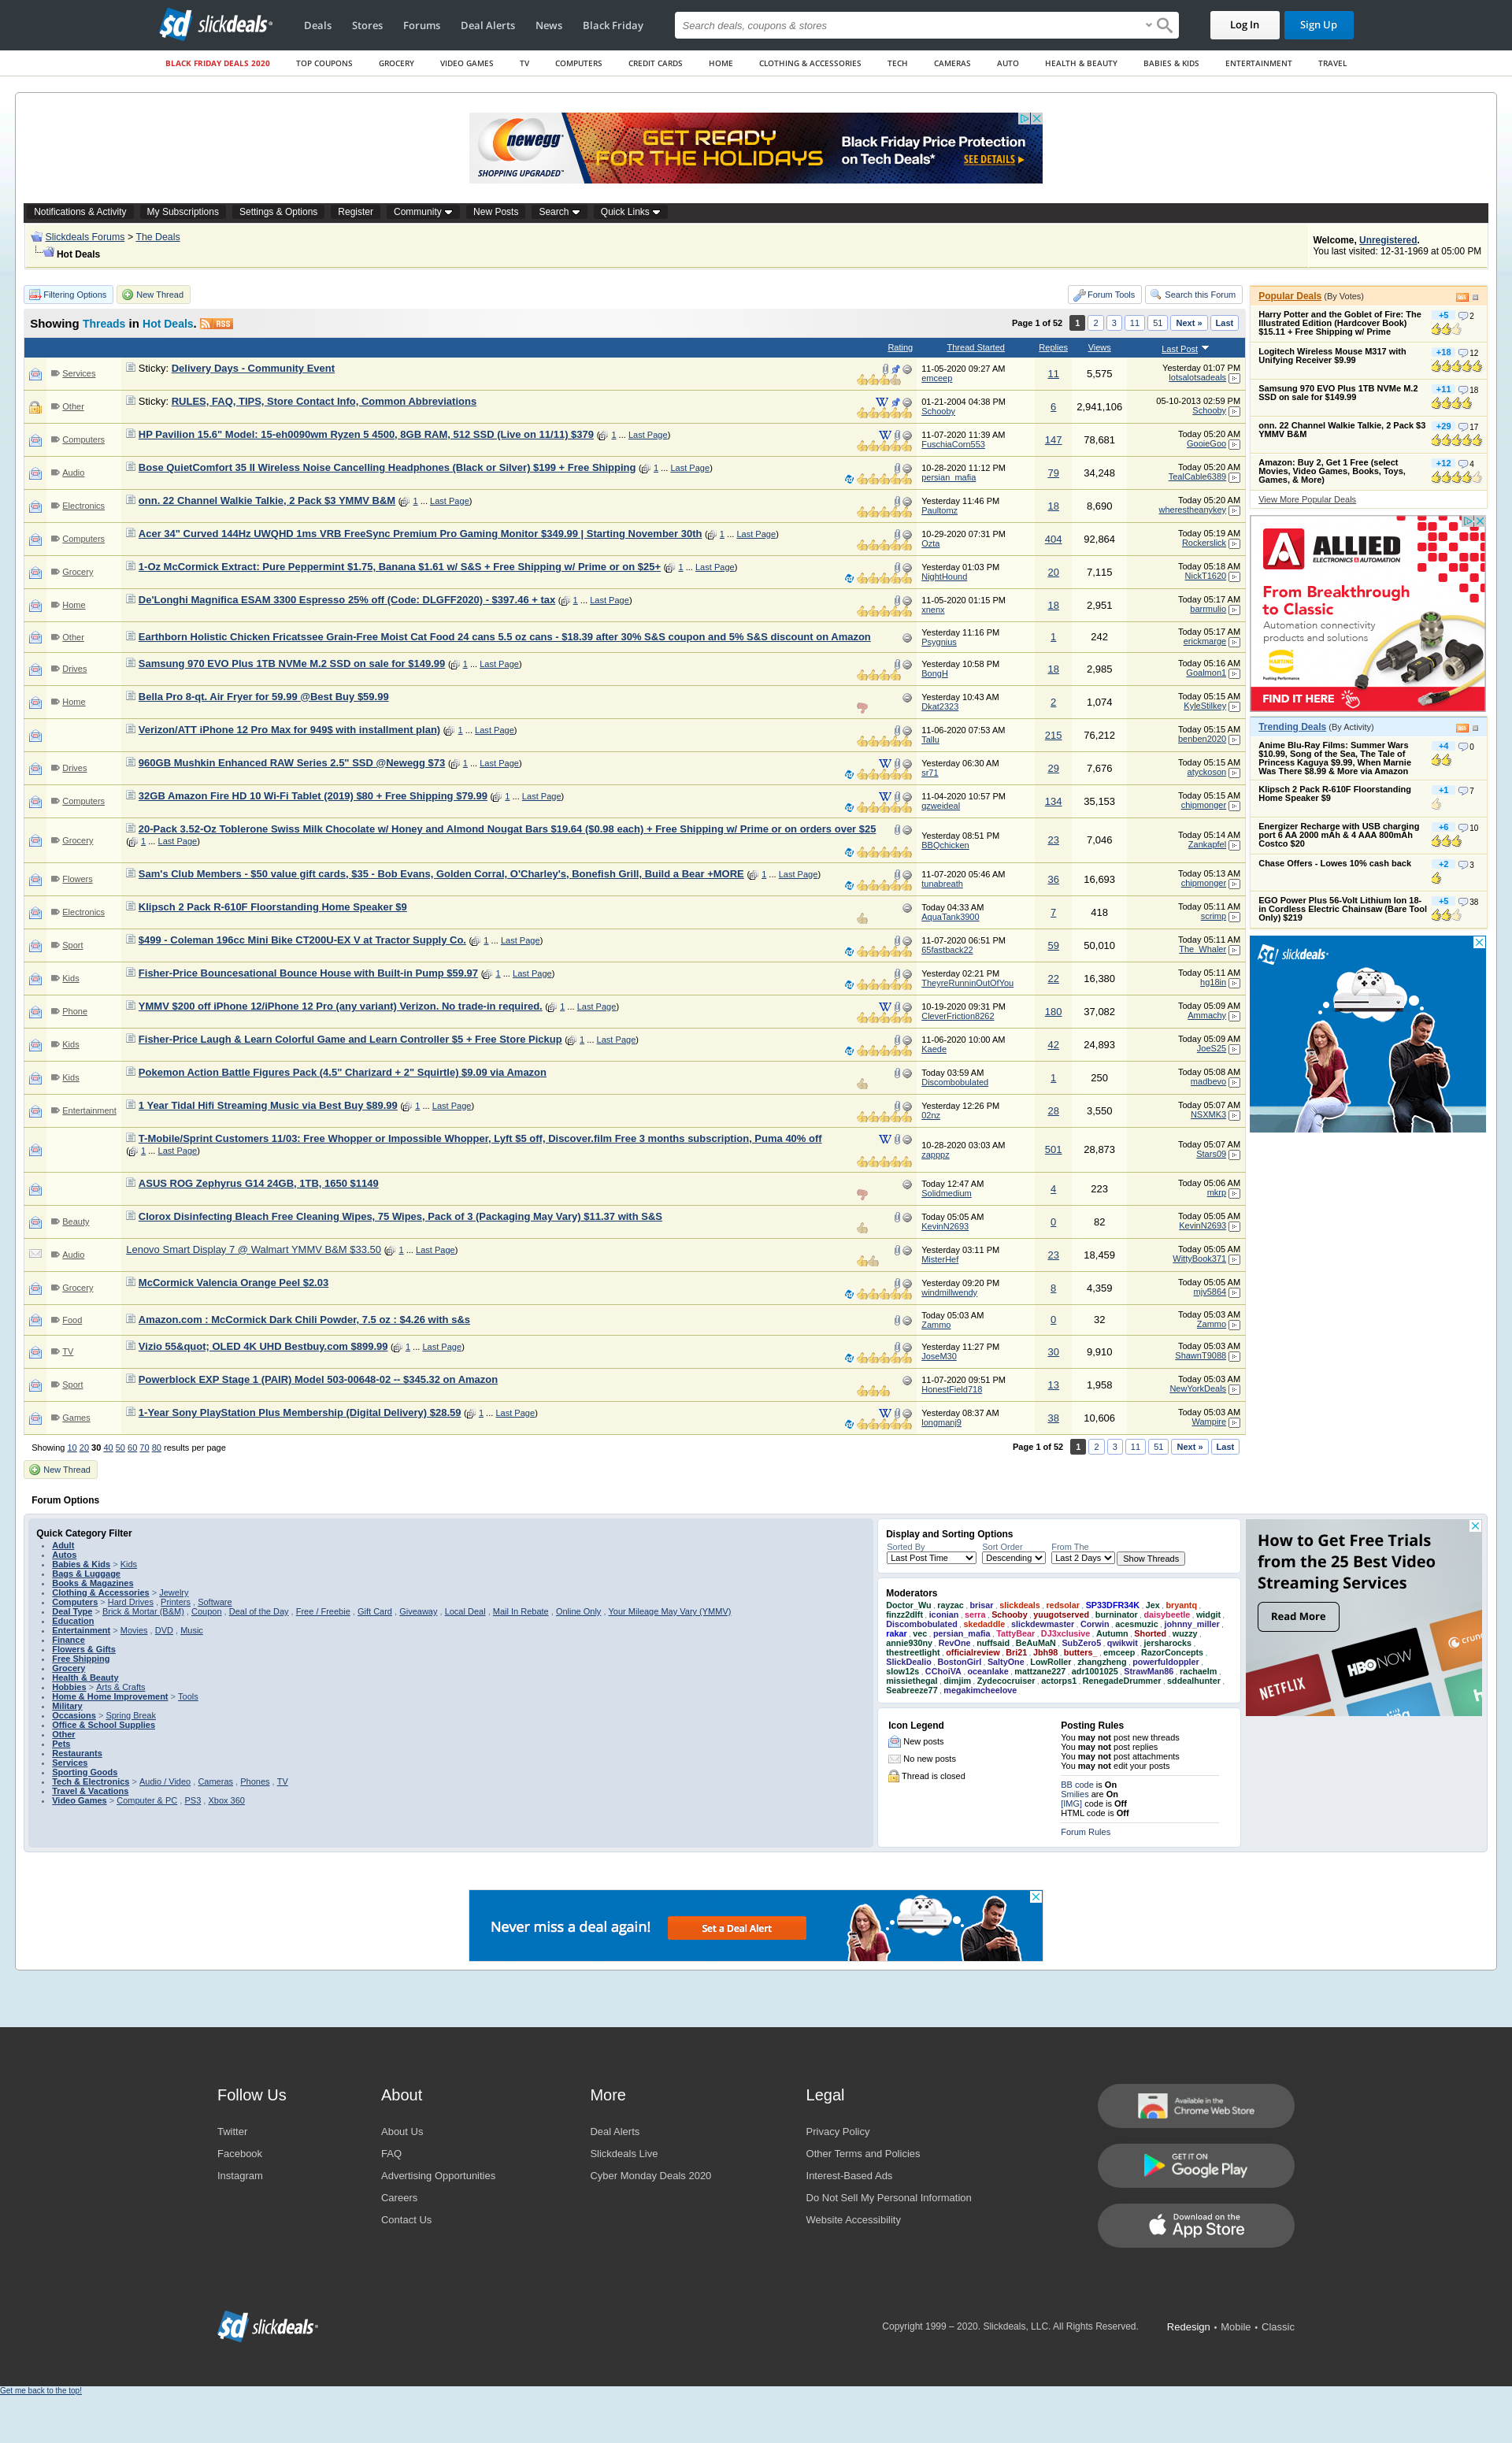 slickdeals
Deals Stores Forums Deal Alerts News Black Friday
Search deals, coupons & stores
Log In Sign Up
BLACK FRIDAY DEALS 2020 TOP COUPONS GROCERY VIDEO GAMES TV COMPUTERS CREDIT CARDS HOME CLOTHING & ACCESSORIES TECH CAMERAS AUTO HEALTH & BEAUTY BABIES & KIDS ENTERTAINMENT TRAVEL
newegg SHOPPING UPGRADED GET READY FOR THE HOLIDAYS Black Friday Price Protection on Tech Deals* SEE DETAILS
Notifications & Activity My Subscriptions Settings & Options Register Community New Posts Search Quick Links
Slickdeals Forums > The Deals
Hot Deals
Welcome, Unregistered.
You last visited: 12-31-1969 at 05:00 PM
Filtering Options New Thread Forum Tools Search this Forum
Showing Threads in Hot Deals. RSS
Page 1 of 52 1 2 3 11 51 Next » Last
Rating Thread Started Replies Views Last Post
Services Sticky: Delivery Days - Community Event 11-05-2020 09:27 AM emceep 11 5,575 Yesterday 01:07 PM lotsalotsadeals
Other Sticky: RULES, FAQ, TIPS, Store Contact Info, Common Abbreviations 01-21-2004 04:38 PM Schooby 6 2,941,106 05-10-2013 02:59 PM Schooby
Computers HP Pavilion 15.6" Model: 15-eh0090wm Ryzen 5 4500, 8GB RAM, 512 SSD (Live on 11/11) $379 ( 1 ... Last Page) 11-07-2020 11:39 AM FuschiaCorn553 147 78,681 Today 05:20 AM GooieGoo
Audio Bose QuietComfort 35 II Wireless Noise Cancelling Headphones (Black or Silver) $199 + Free Shipping ( 1 ... Last Page) 10-28-2020 11:12 PM persian_mafia 79 34,248 Today 05:20 AM TealCable6389
Electronics onn. 22 Channel Walkie Talkie, 2 Pack $3 YMMV B&M ( 1 ... Last Page) Yesterday 11:46 PM Paultomz 18 8,690 Today 05:20 AM wherestheanykey
Computers Acer 34" Curved 144Hz UWQHD 1ms VRB FreeSync Premium Pro Gaming Monitor $349.99 | Starting November 30th ( 1 ... Last Page) 10-29-2020 07:31 PM Ozta 404 92,864 Today 05:19 AM Rockerslick
Grocery 1-Oz McCormick Extract: Pure Peppermint $1.75, Banana $1.61 w/ S&S + Free Shipping w/ Prime or on $25+ ( 1 ... Last Page) Yesterday 01:03 PM NightHound 20 7,115 Today 05:18 AM NickT1620
Home De'Longhi Magnifica ESAM 3300 Espresso 25% off (Code: DLGFF2020) - $397.46 + tax ( 1 ... Last Page) 11-05-2020 01:15 PM xnenx 18 2,951 Today 05:17 AM barrmulio
Other Earthborn Holistic Chicken Fricatssee Grain-Free Moist Cat Food 24 cans 5.5 oz cans - $18.39 after 30% S&S coupon and 5% S&S discount on Amazon Yesterday 11:16 PM Psygnius 1 242 Today 05:17 AM erickmarge
Drives Samsung 970 EVO Plus 1TB NVMe M.2 SSD on sale for $149.99 ( 1 ... Last Page) Yesterday 10:58 PM BongH 18 2,985 Today 05:16 AM Goalmon1
Home Bella Pro 8-qt. Air Fryer for 59.99 @Best Buy $59.99 Yesterday 10:43 AM Dkat2323 2 1,074 Today 05:15 AM KyleStilkey
Verizon/ATT iPhone 12 Pro Max for 949$ with installment plan) ( 1 ... Last Page) 11-06-2020 07:53 AM Tallu 215 76,212 Today 05:15 AM benben2020
Drives 960GB Mushkin Enhanced RAW Series 2.5" SSD @Newegg $73 ( 1 ... Last Page) Yesterday 06:30 AM sr71 29 7,676 Today 05:15 AM atyckoson
Computers 32GB Amazon Fire HD 10 Wi-Fi Tablet (2019) $80 + Free Shipping $79.99 ( 1 ... Last Page) 11-04-2020 10:57 PM qzweideal 134 35,153 Today 05:15 AM chipmonger
Grocery 20-Pack 3.52-Oz Toblerone Swiss Milk Chocolate w/ Honey and Almond Nougat Bars $19.64 ($0.98 each) + Free Shipping w/ Prime or on orders over $25 ( 1 ... Last Page) Yesterday 08:51 PM BBQchicken 23 7,046 Today 05:14 AM Zankapfel
Flowers Sam's Club Members - $50 value gift cards, $35 - Bob Evans, Golden Corral, O'Charley's, Bonefish Grill, Build a Bear +MORE ( 1 ... Last Page) 11-07-2020 05:46 AM tunabreath 36 16,693 Today 05:13 AM chipmonger
Electronics Klipsch 2 Pack R-610F Floorstanding Home Speaker $9 Today 04:33 AM AquaTank3900 7 418 Today 05:11 AM scrimp
Sport $499 - Coleman 196cc Mini Bike CT200U-EX V at Tractor Supply Co. ( 1 ... Last Page) 11-07-2020 06:51 PM 65fastback22 59 50,010 Today 05:11 AM The_Whaler
Kids Fisher-Price Bouncesational Bounce House with Built-in Pump $59.97 ( 1 ... Last Page) Yesterday 02:21 PM TheyreRunninOutOfYou 22 16,380 Today 05:11 AM hg18in
Phone YMMV $200 off iPhone 12/iPhone 12 Pro (any variant) Verizon. No trade-in required. ( 1 ... Last Page) 10-19-2020 09:31 PM CleverFriction8262 180 37,082 Today 05:09 AM Ammachy
Kids Fisher-Price Laugh & Learn Colorful Game and Learn Controller $5 + Free Store Pickup ( 1 ... Last Page) 11-06-2020 10:00 AM Kaede 42 24,893 Today 05:09 AM JoeS25
Kids Pokemon Action Battle Figures Pack (4.5" Charizard + 2" Squirtle) $9.09 via Amazon Today 03:59 AM Discombobulated 1 250 Today 05:08 AM madbevo
Entertainment 1 Year Tidal Hifi Streaming Music via Best Buy $89.99 ( 1 ... Last Page) Yesterday 12:26 PM 02nz 28 3,550 Today 05:07 AM NSXMK3
T-Mobile/Sprint Customers 11/03: Free Whopper or Impossible Whopper, Lyft $5 off, Discover.film Free 3 months subscription, Puma 40% off ( 1 ... Last Page) 10-28-2020 03:03 AM zapppz 501 28,873 Today 05:07 AM Stars09
ASUS ROG Zephyrus G14 24GB, 1TB, 1650 $1149 Today 12:47 AM Solidmedium 4 223 Today 05:06 AM mkrp
Beauty Clorox Disinfecting Bleach Free Cleaning Wipes, 75 Wipes, Pack of 3 (Packaging May Vary) $11.37 with S&S Today 05:05 AM KevinN2693 0 82 Today 05:05 AM KevinN2693
Audio Lenovo Smart Display 7 @ Walmart YMMV B&M $33.50 ( 1 ... Last Page) Yesterday 03:11 PM MisterHef 23 18,459 Today 05:05 AM WittyBook371
Grocery McCormick Valencia Orange Peel $2.03 Yesterday 09:20 PM windmillwendy 8 4,359 Today 05:05 AM mjv5864
Food Amazon.com : McCormick Dark Chili Powder, 7.5 oz : $4.26 with s&s Today 05:03 AM Zammo 0 32 Today 05:03 AM Zammo
TV Vizio 55&quot; OLED 4K UHD Bestbuy.com $899.99 ( 1 ... Last Page) Yesterday 11:27 PM JoseM30 30 9,910 Today 05:03 AM ShawnT9088
Sport Powerblock EXP Stage 1 (PAIR) Model 503-00648-02 -- $345.32 on Amazon 11-07-2020 09:51 PM HonestField718 13 1,958 Today 05:03 AM NewYorkDeals
Games 1-Year Sony PlayStation Plus Membership (Digital Delivery) $28.59 ( 1 ... Last Page) Yesterday 08:37 AM longmanj9 38 10,606 Today 05:03 AM Wampire
Showing 10 20 30 40 50 60 70 80 results per page
Page 1 of 52 1 2 3 11 51 Next » Last
New Thread
Popular Deals (By Votes)
Harry Potter and the Goblet of Fire: The Illustrated Edition (Hardcover Book) $15.11 + Free Shipping w/ Prime +5 2
Logitech Wireless Mouse M317 with Unifying Receiver $9.99 +18 12
Samsung 970 EVO Plus 1TB NVMe M.2 SSD on sale for $149.99 +11 18
onn. 22 Channel Walkie Talkie, 2 Pack $3 YMMV B&M +29 17
Amazon: Buy 2, Get 1 Free (select Movies, Video Games, Books, Toys, Games, & More) +12 4
View More Popular Deals
ALLIED ELECTRONICS & AUTOMATION
From Breakthrough to Classic
Automation connectivity products and solutions
HARTING
Pushing Performance
FIND IT HERE
Trending Deals (By Activity)
Anime Blu-Ray Films: Summer Wars $10.99, Song of the Sea, The Tale of Princess Kaguya $9.99, When Marnie Was There $8.99 & More via Amazon +4 0
Klipsch 2 Pack R-610F Floorstanding Home Speaker $9 +1 7
Energizer Recharge with USB charging port 6 AA 2000 mAh & 4 AAA 800mAh Costco $20 +6 10
Chase Offers - Lowes 10% cash back +2 3
EGO Power Plus 56-Volt Lithium Ion 18-in Cordless Electric Chainsaw (Bare Tool Only) $219 +5 38
slickdeals
Forum Options
Quick Category Filter
Adult
Autos
Babies & Kids > Kids
Bags & Luggage
Books & Magazines
Clothing & Accessories > Jewelry
Computers > Hard Drives , Printers , Software
Deal Type > Brick & Mortar (B&M) , Coupon , Deal of the Day , Free / Freebie , Gift Card , Giveaway , Local Deal , Mail In Rebate , Online Only , Your Mileage May Vary (YMMV)
Education
Entertainment > Movies , DVD , Music
Finance
Flowers & Gifts
Free Shipping
Grocery
Health & Beauty
Hobbies > Arts & Crafts
Home & Home Improvement > Tools
Military
Occasions > Spring Break
Office & School Supplies
Other
Pets
Restaurants
Services
Sporting Goods
Tech & Electronics > Audio / Video , Cameras , Phones , TV
Travel & Vacations
Video Games > Computer & PC , PS3 , Xbox 360
Display and Sorting Options
Sorted By Sort Order From The
Last Post Time Descending Last 2 Days Show Threads
Moderators
Doctor_Wu , rayzac , brisar , slickdeals , redsolar , SP33DFR34K , Jex , bryantq ,
finzz2dlft , iconian , serra , Schooby , yuugotserved , burninator , daisybeetle , widgit ,
Discombobulated , skedaddle , slickdewmaster , Corwin , acesmuzic , johnny_miller ,
rakar , vec , persian_mafia , TattyBear , DJ3xclusive , Autumn , Shorted , wuzzy ,
annie930ny , RevOne , nuffsaid , BeAuMaN , SubZero5 , qwikwit , jersharocks ,
thestreetlight , officialreview , Bri21 , Jbh98 , butters_ , emceep , RazorConcepts ,
SlickDealio , BostonGirl , SaltyOne , LowRoller , zhangzheng , powerfuldoppler ,
slow12s , CChoiVA , oceanlake , mattzane227 , adr1001025 , StrawMan86 , rachaelm ,
missiethegal , dimjim , Zydecocruiser , actorps1 , RenegadeDrummer , sddealhunter ,
Seabreeze77 , megakimcheelove
Icon Legend
New posts
No new posts
Thread is closed
Posting Rules
You may not post new threads
You may not post replies
You may not post attachments
You may not edit your posts
BB code is On
Smilies are On
[IMG] code is Off
HTML code is Off
Forum Rules
How to Get Free Trials from the 25 Best Video Streaming Services
Read More
NETFLIX HBO NOW crunc
Never miss a deal again! Set a Deal Alert
Follow Us
Twitter
Facebook
Instagram
About
About Us
FAQ
Advertising Opportunities
Careers
Contact Us
More
Deal Alerts
Slickdeals Live
Cyber Monday Deals 2020
Legal
Privacy Policy
Other Terms and Policies
Interest-Based Ads
Do Not Sell My Personal Information
Website Accessibility
Available in the Chrome Web Store
GET IT ON Google Play
Download on the App Store
slickdeals
Copyright 1999 – 2020. Slickdeals, LLC. All Rights Reserved. Redesign • Mobile • Classic
Get me back to the top!